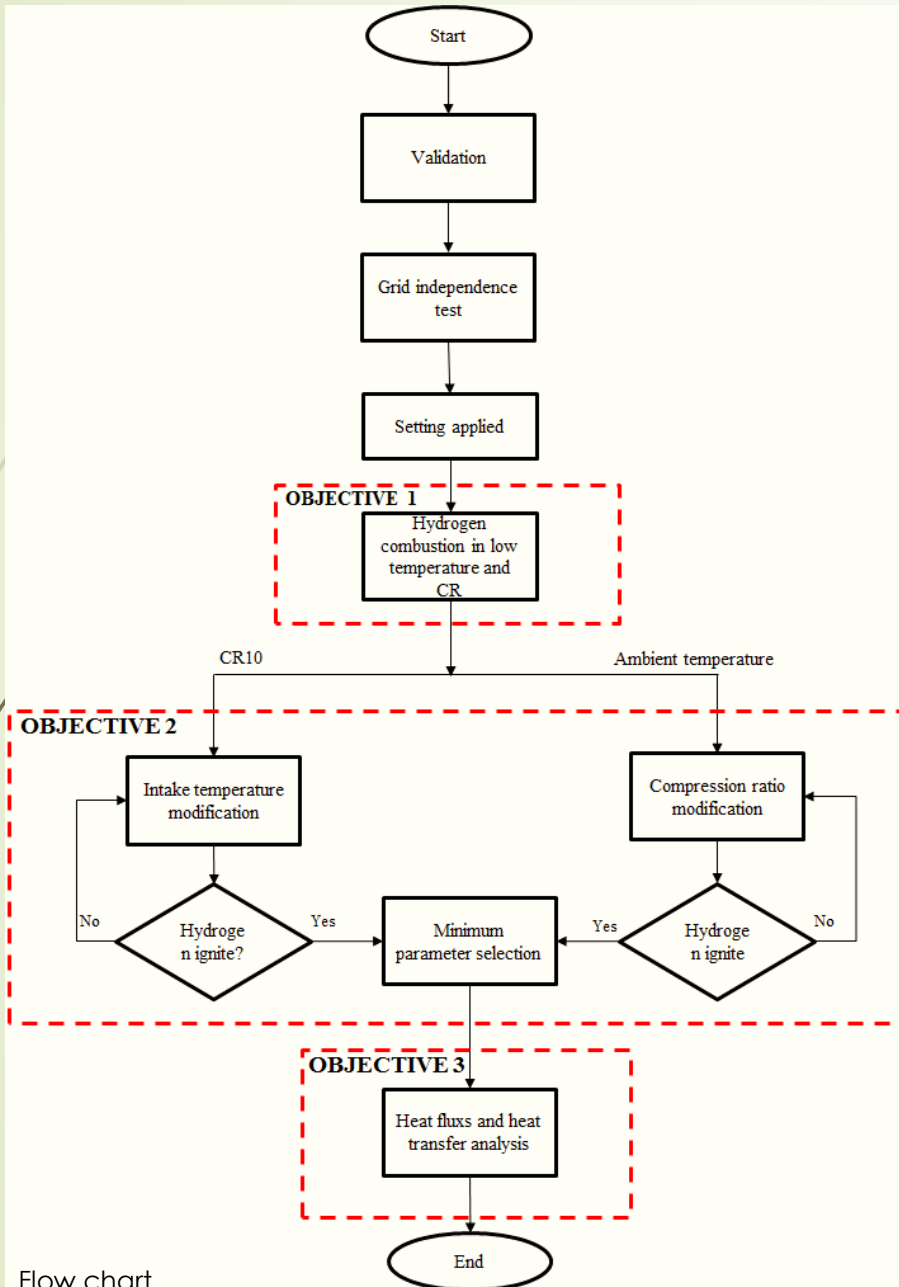 Start
Validation
Grid independence
test
Setting applied
OBJECTIVE 1
Hydrogen
combustion in low
temperature and
CR
CR10
Ambient temperature
OBJECTIVE 2
Intake temperature
modification
Compression ratio
modification
No
Hydroge
n ignite?
Yes
Minimum
parameter selection
Yes
Hydroge
n ignite
No
OBJECTIVE 3
Heat fluxs and heat
transfer analysis
End
Flow chart